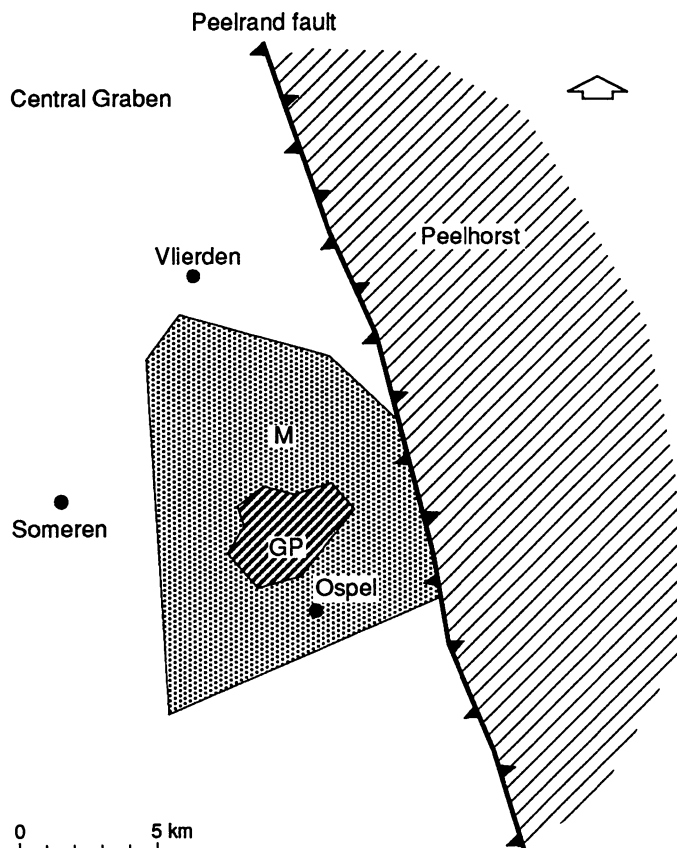 Peelrand fault
Central Graben
Peelhorst
Vlierden
M
Someren
GP
Ospel
0 5 km